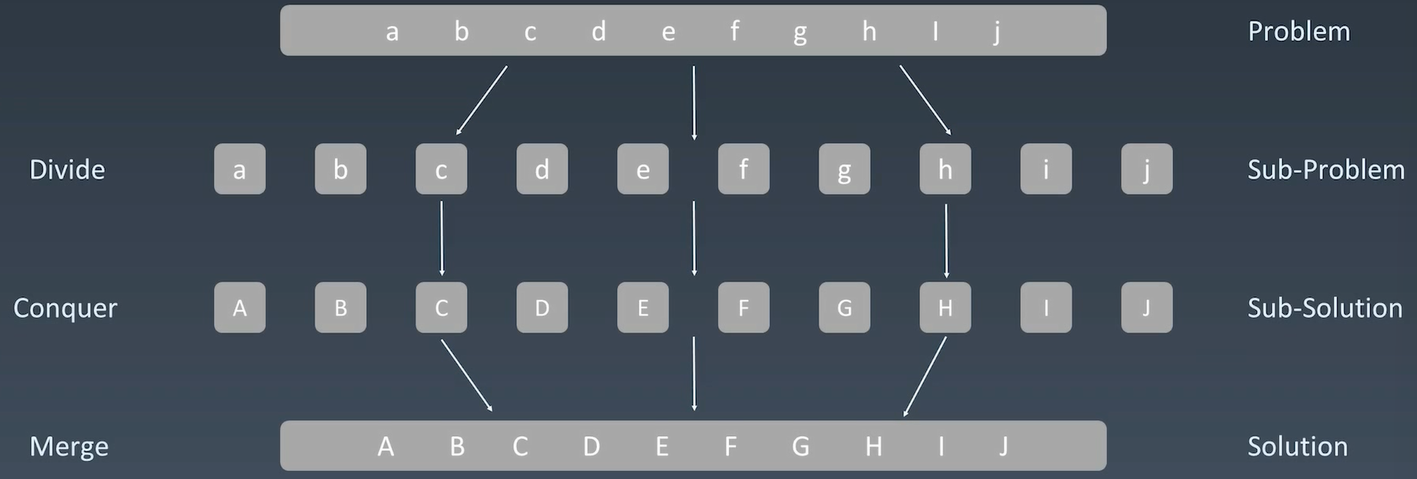 a b c d e f g h I j Problem
Divide a b c d e f g h i j Sub-Problem
Conquer A B C D E F G H I J Sub-Solution
Merge A B C D E F G H I J Solution